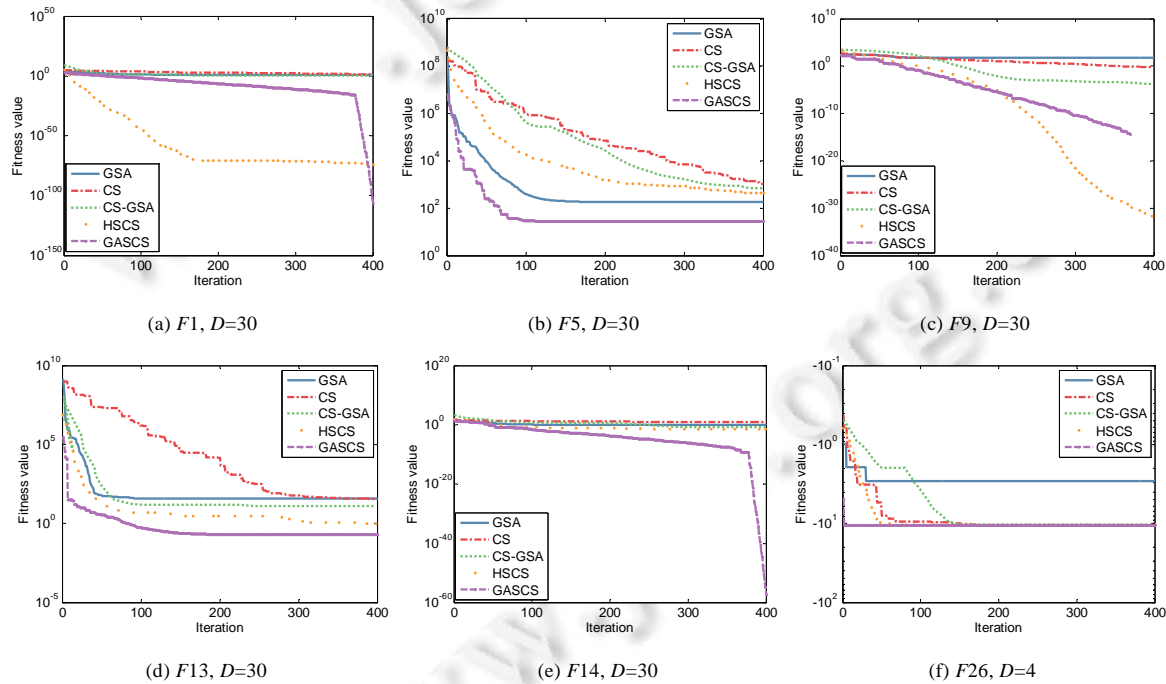 10^50
10^0
10^-50
10^-100
10^-150
Fitness value
GSA
CS
CS-GSA
HSCS
GASCS
0 100 200 300 400
Iteration
(a) F1, D=30
10^10
10^8
10^6
10^4
10^2
10^0
Fitness value
GSA
CS
CS-GSA
HSCS
GASCS
0 100 200 300 400
Iteration
(b) F5, D=30
10^10
10^0
10^-10
10^-20
10^-30
10^-40
Fitness value
GSA
CS
CS-GSA
HSCS
GASCS
0 100 200 300 400
Iteration
(c) F9, D=30
10^10
10^5
10^0
10^-5
Fitness value
GSA
CS
CS-GSA
HSCS
GASCS
0 100 200 300 400
Iteration
(d) F13, D=30
10^20
10^0
10^-20
10^-40
10^-60
Fitness value
GSA
CS
CS-GSA
HSCS
GASCS
0 100 200 300 400
Iteration
(e) F14, D=30
-10^-1
-10^0
-10^1
-10^2
Fitness value
GSA
CS
CS-GSA
HSCS
GASCS
0 100 200 300 400
Iteration
(f) F26, D=4